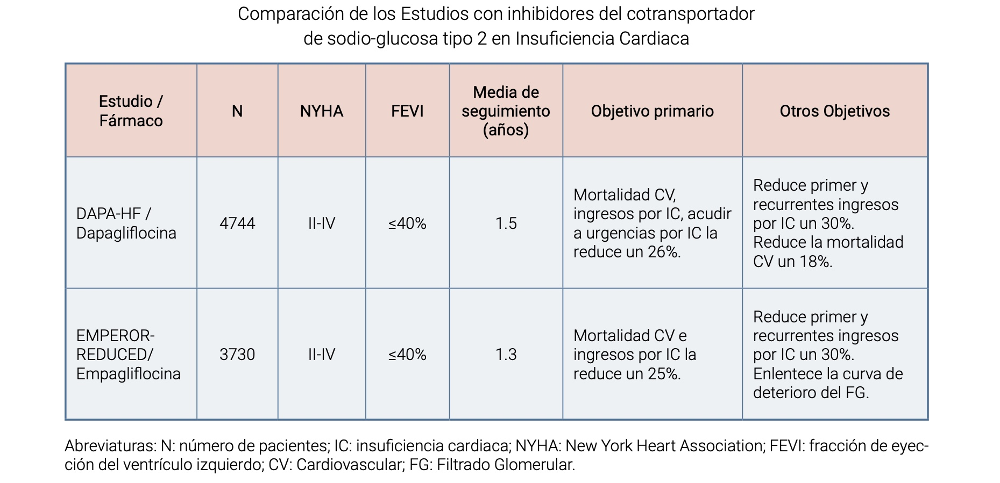 Comparación de los Estudios con inhibidores del cotransportador
de sodio-glucosa tipo 2 en Insuficiencia Cardiaca
Estudio /
Fármaco
N
NYHA
FEVI
Media de
seguimiento
(años)
Objetivo primario
Otros Objetivos
DAPA-HF /
Dapagliflocina
4744
II-IV
≤40%
1.5
Mortalidad CV,
ingresos por IC, acudir
a urgencias por IC la
reduce un 26%.
Reduce primer y
recurrentes ingresos
por IC un 30%.
Reduce la mortalidad
CV un 18%.
EMPEROR-
REDUCED/
Empagliflocina
3730
II-IV
≤40%
1.3
Mortalidad CV e
ingresos por IC la
reduce un 25%.
Reduce primer y
recurrentes ingresos
por IC un 30%.
Enlentece la curva de
deterioro del FG.
Abreviaturas: N: número de pacientes; IC: insuficiencia cardiaca; NYHA: New York Heart Association; FEVI: fracción de eyec-
ción del ventrículo izquierdo; CV: Cardiovascular; FG: Filtrado Glomerular.